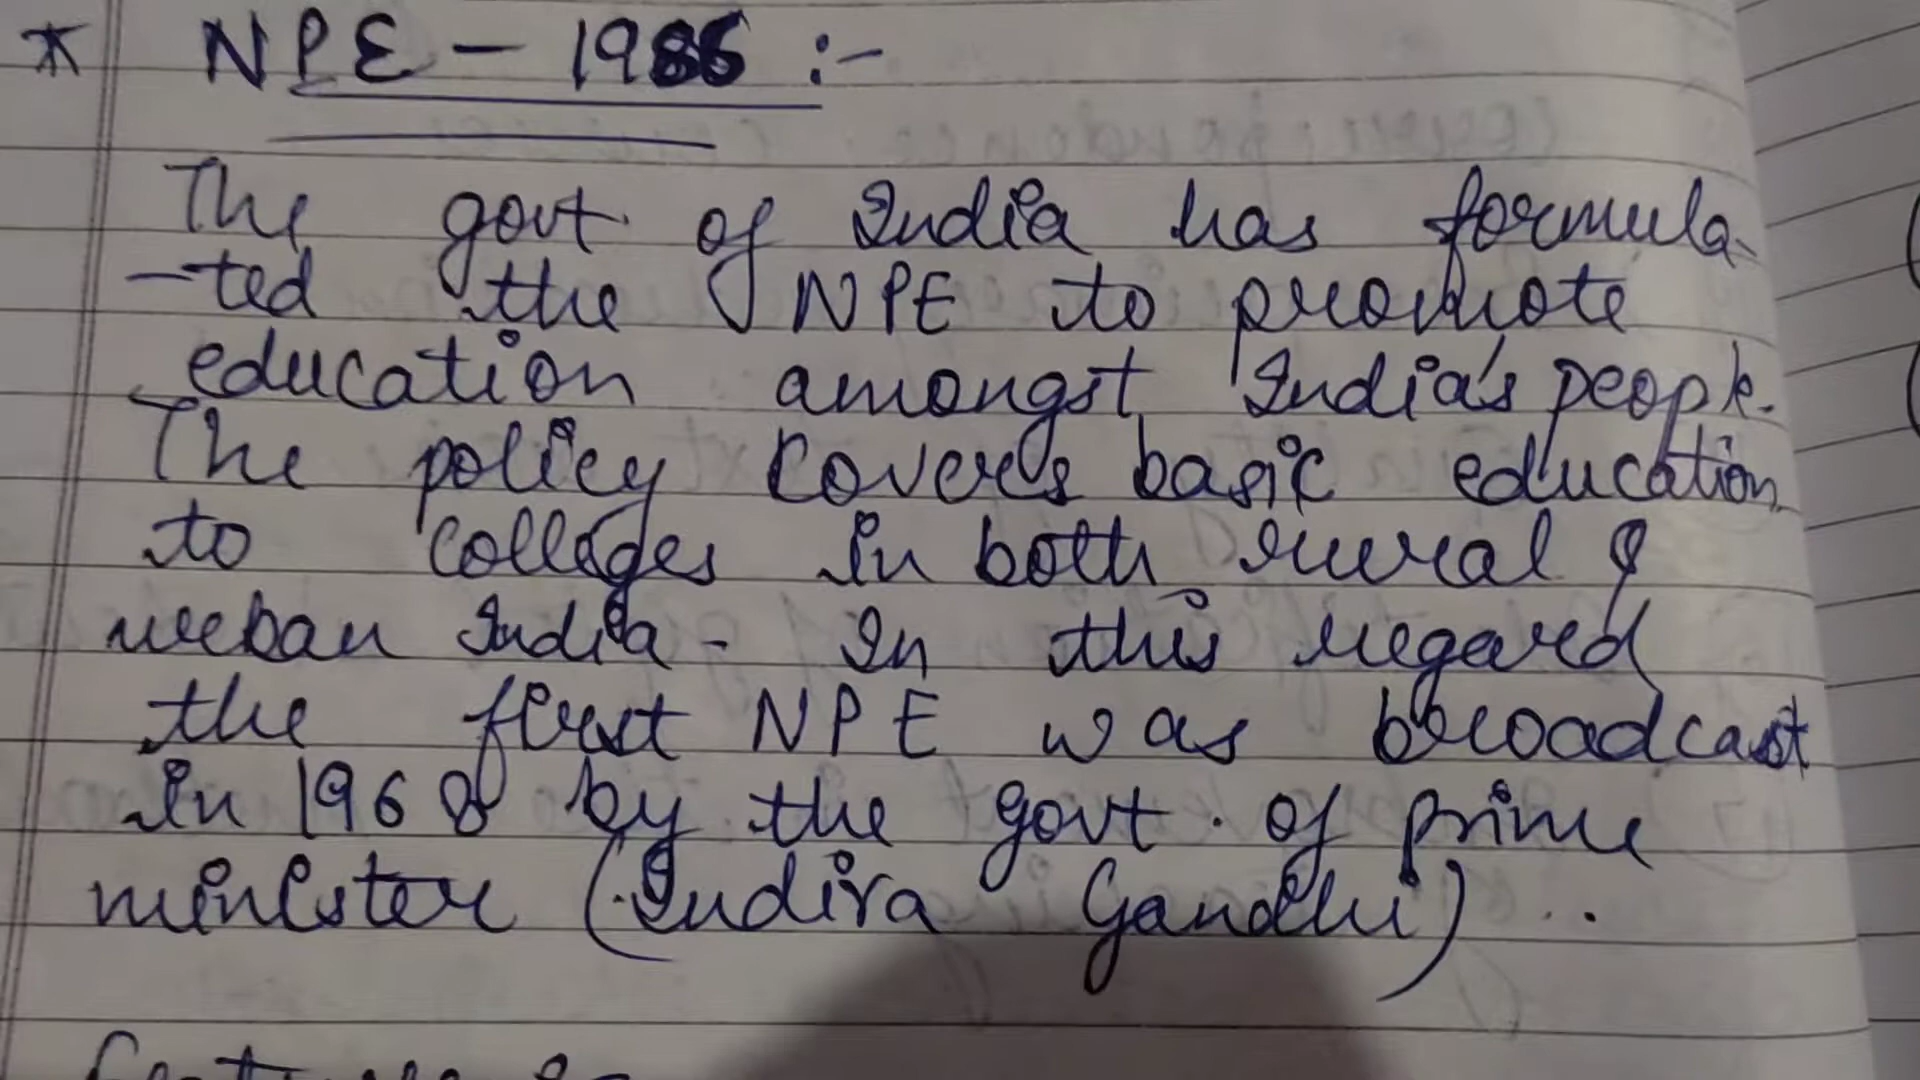 * NPE - 1986 :-
The govt. of India has formula-
-ted the NPE to promote
education amongst India's people.
The policy covers basic education
to colleges in both rural &
urban India - In this regard
the first NPE was broadcast
in 1968 by the govt. of prime
minister (Indira Gandhi) ..